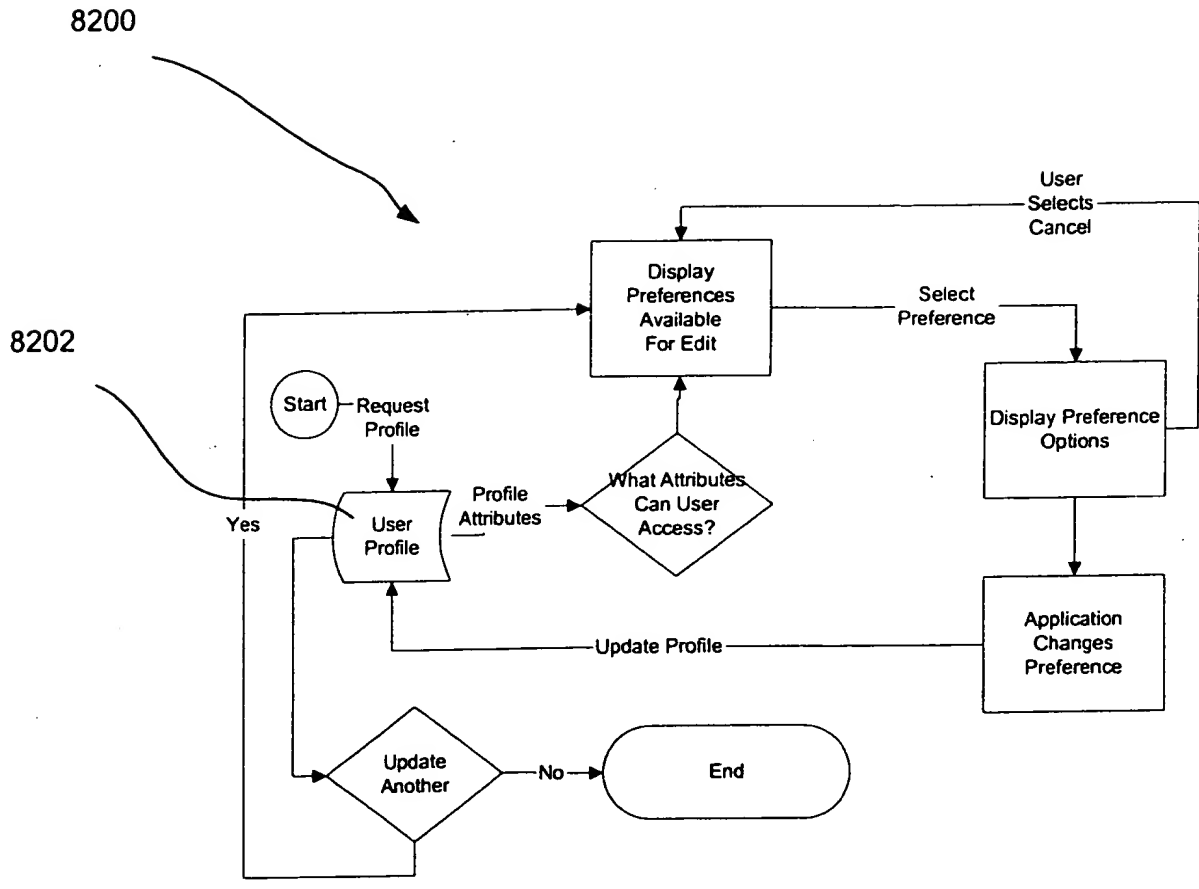 8200
User
Selects
Cancel
Display
Preferences
Available
For Edit
Select
Preference
8202
Start
Request
Profile
Display Preference
Options
What Attributes
Can User
Access?
Profile
Attributes
User
Profile
Yes
Application
Changes
Preference
Update Profile
Update
Another
No
End